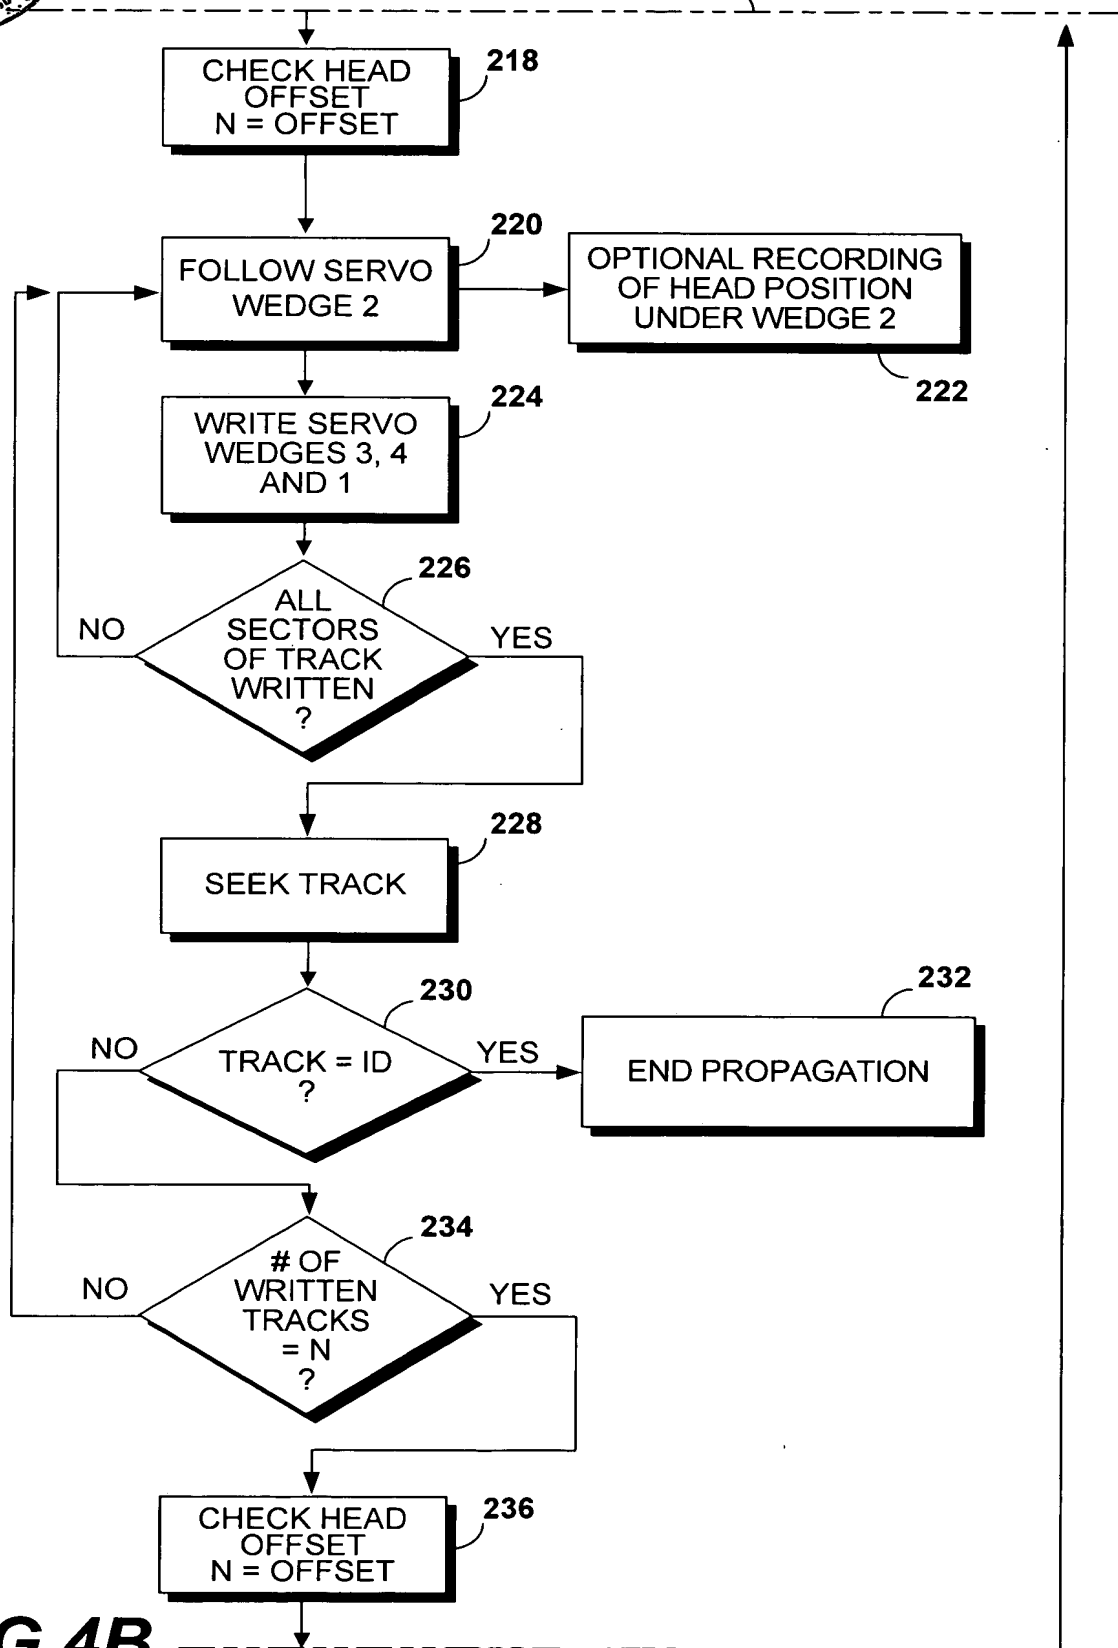 CHECK HEAD
OFFSET
N = OFFSET
218
FOLLOW SERVO
WEDGE 2
220
OPTIONAL RECORDING
OF HEAD POSITION
UNDER WEDGE 2
222
WRITE SERVO
WEDGES 3, 4
AND 1
224
ALL
SECTORS
OF TRACK
WRITTEN
?
226
NO
YES
SEEK TRACK
228
TRACK = ID
?
230
NO
YES
END PROPAGATION
232
# OF
WRITTEN
TRACKS
= N
?
234
NO
YES
CHECK HEAD
OFFSET
N = OFFSET
236
G 4B